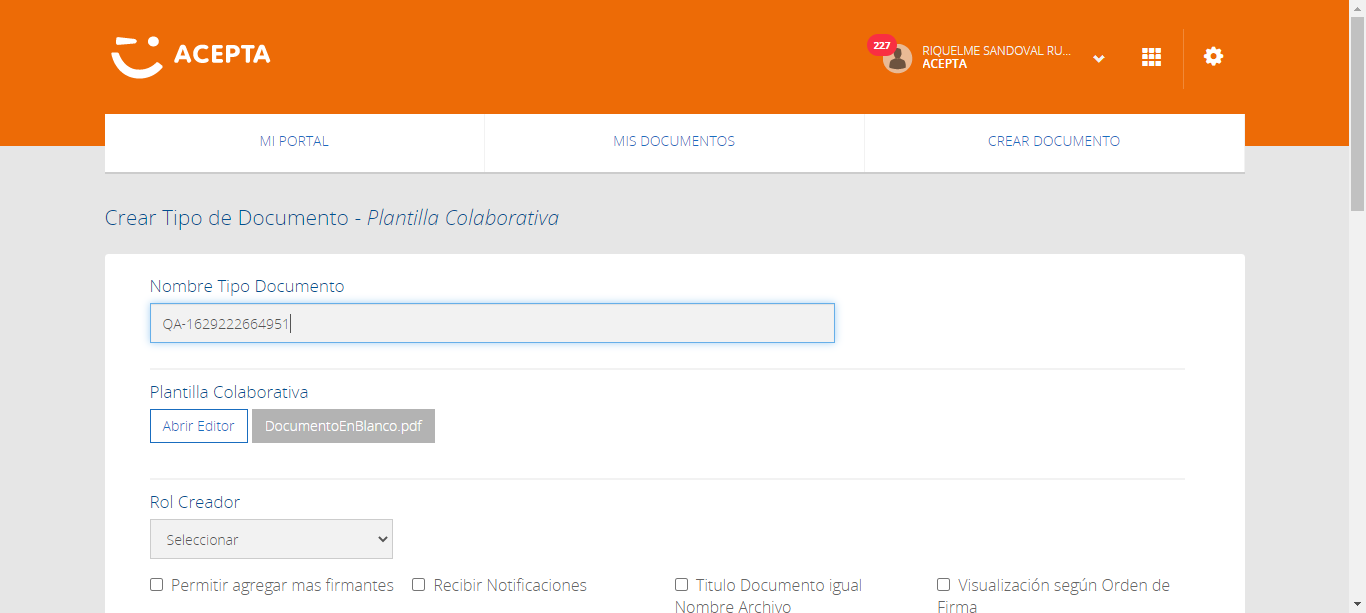 ACEPTA
227
RIQUELME SANDOVAL RU...
ACEPTA
MI PORTAL
MIS DOCUMENTOS
CREAR DOCUMENTO
Crear Tipo de Documento - Plantilla Colaborativa
Nombre Tipo Documento
QA-1629222664951
Plantilla Colaborativa
Abrir Editor
DocumentoEnBlanco.pdf
Rol Creador
Seleccionar
Permitir agregar mas firmantes
Recibir Notificaciones
Titulo Documento igual
Nombre Archivo
Visualización según Orden de
Firma